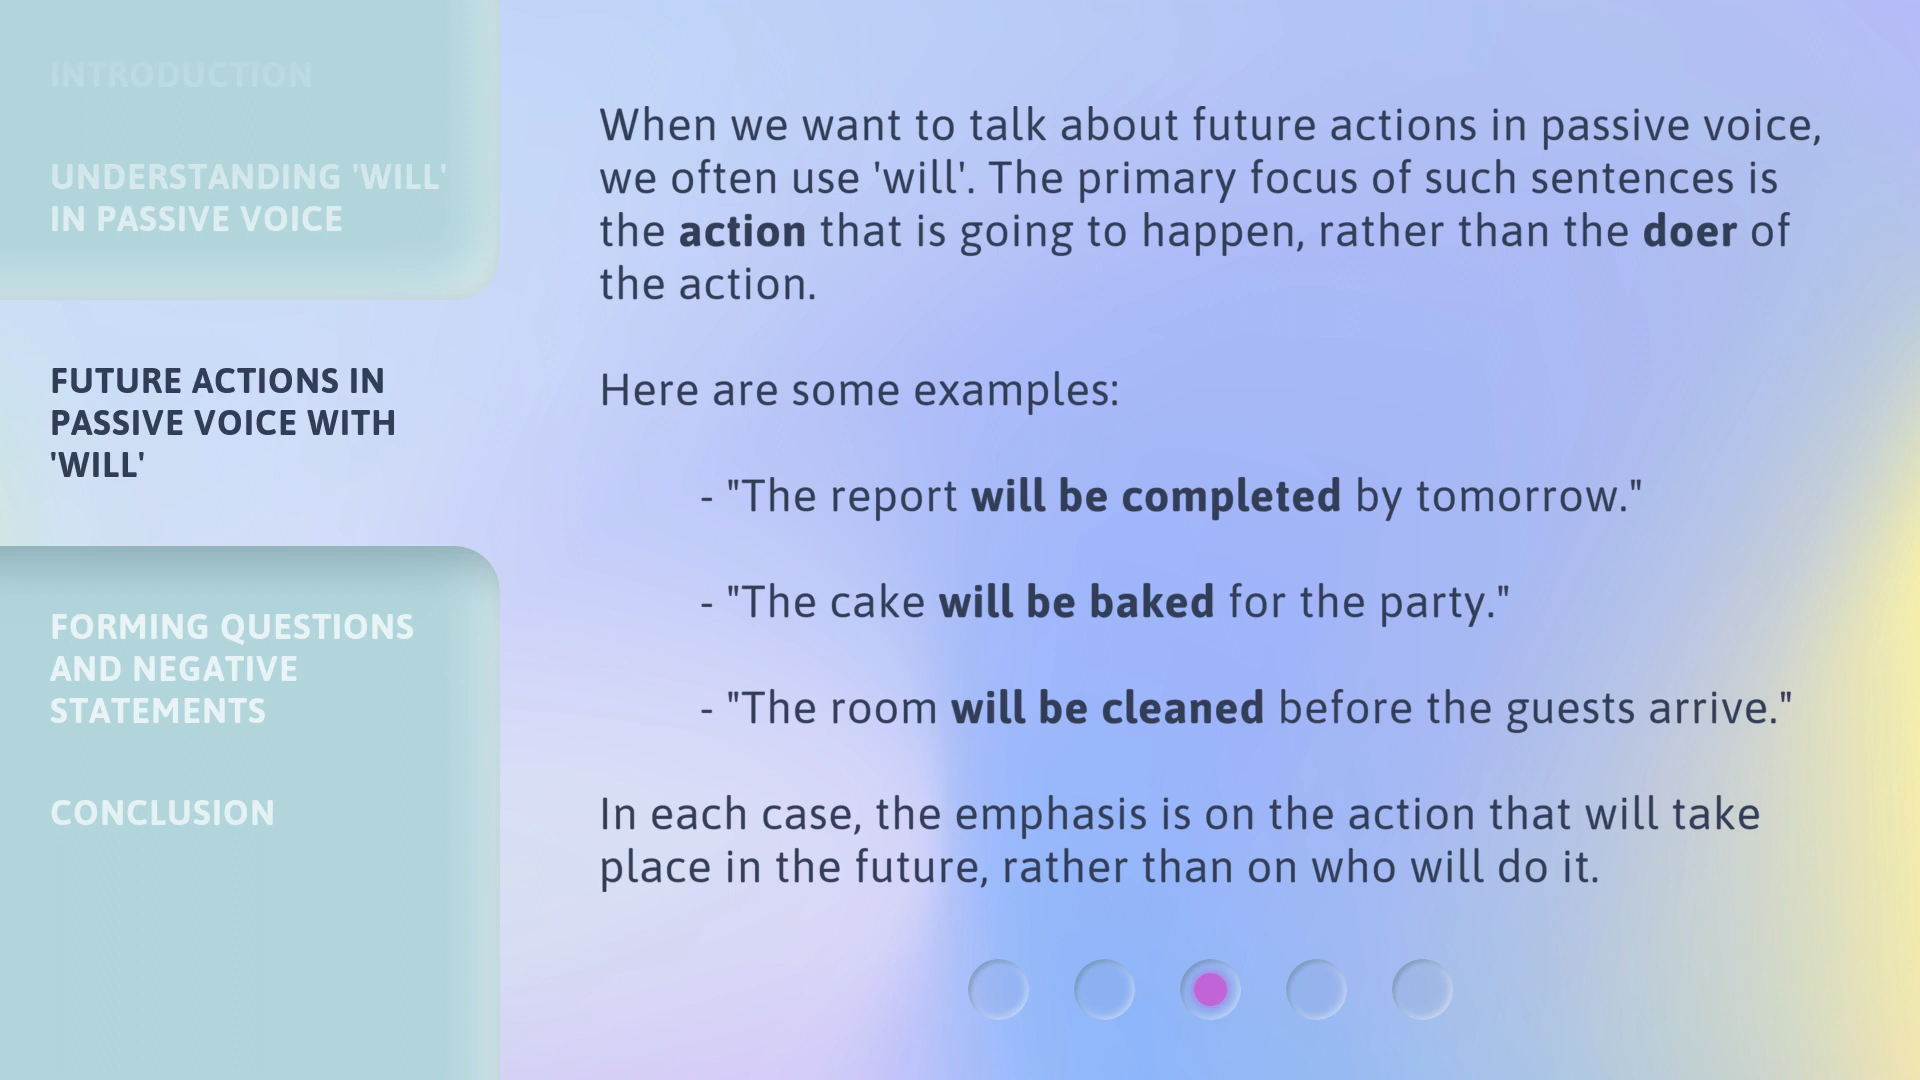 INTRODUCTION
UNDERSTANDING 'WILL'
IN PASSIVE VOICE
FUTURE ACTIONS IN
PASSIVE VOICE WITH
'WILL'
FORMING QUESTIONS
AND NEGATIVE
STATEMENTS
CONCLUSION
When we want to talk about future actions in passive voice,
we often use 'will'. The primary focus of such sentences is
the action that is going to happen, rather than the doer of
the action.
Here are some examples:
- "The report will be completed by tomorrow."
- "The cake will be baked for the party."
- "The room will be cleaned before the guests arrive."
In each case, the emphasis is on the action that will take
place in the future, rather than on who will do it.